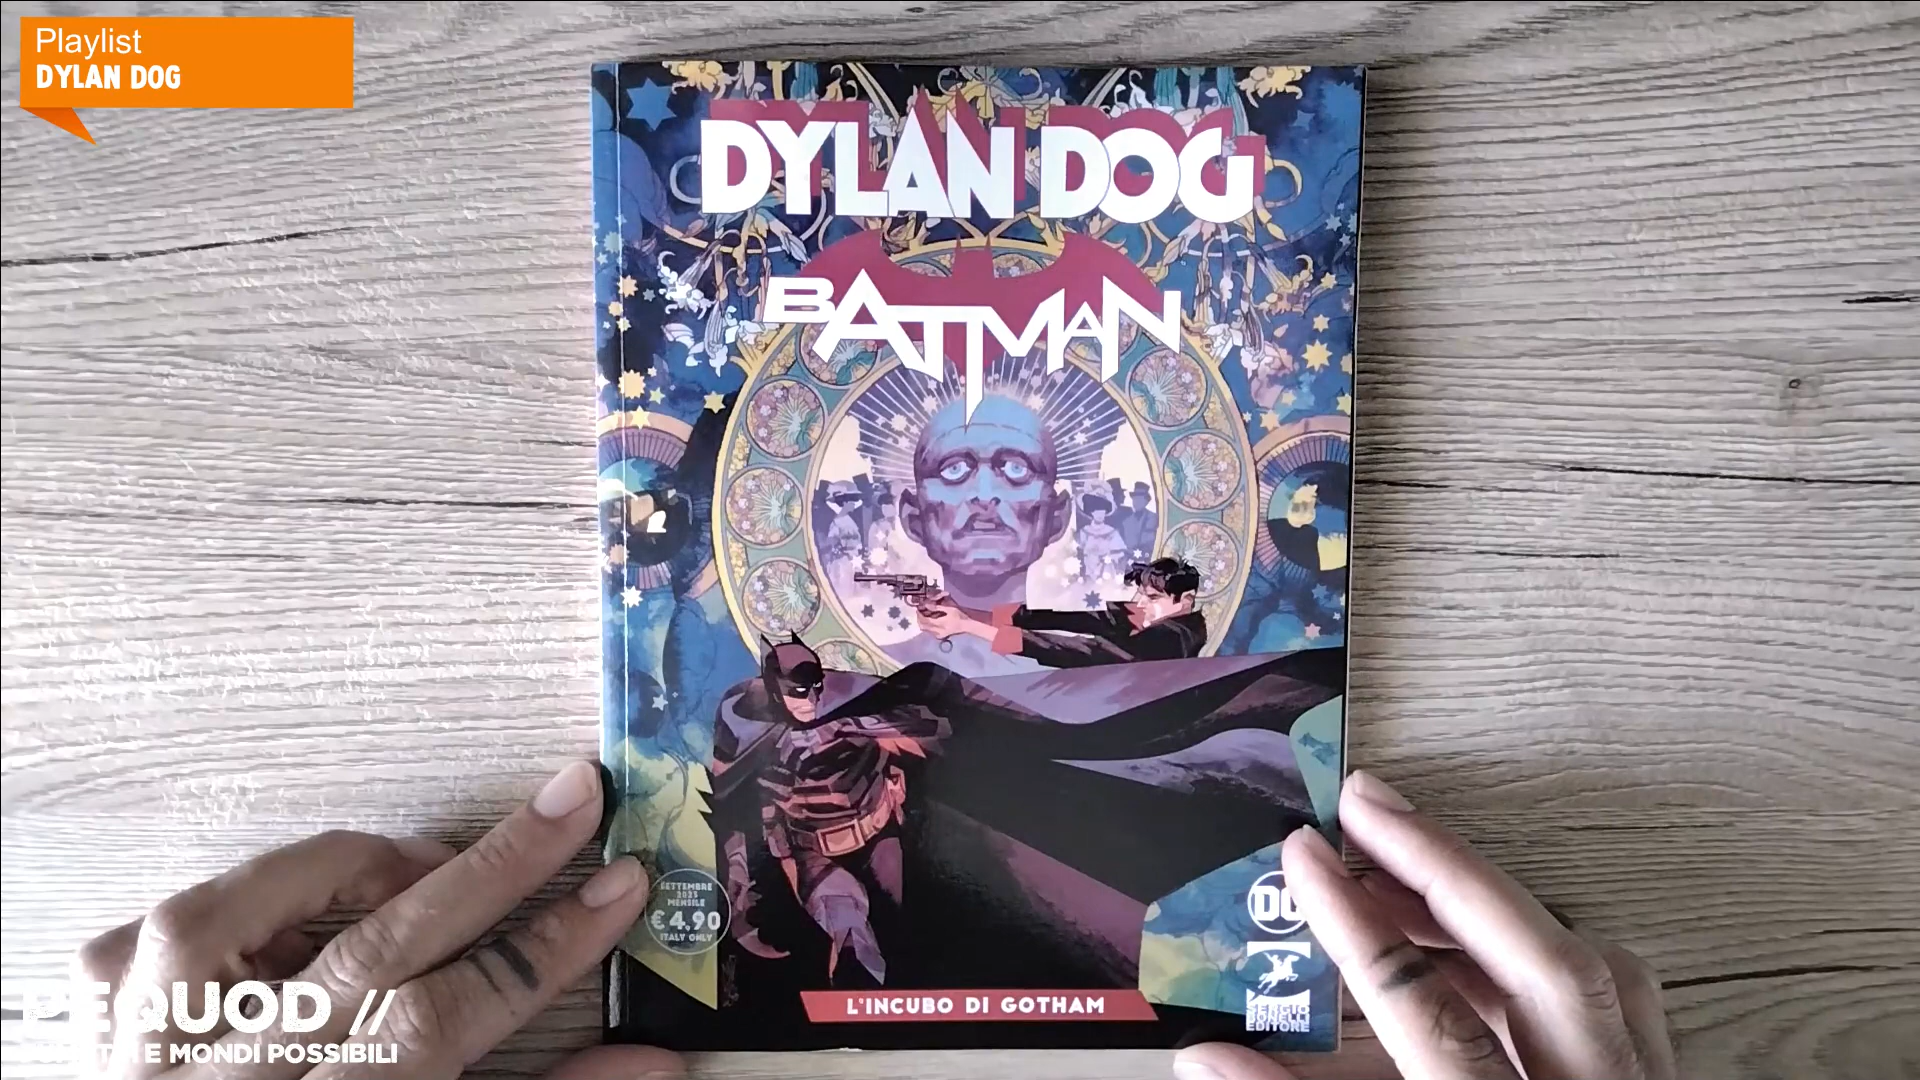 Playlist
DYLAN DOG
DYLAN DOG
BATMAN
SETTEMBRE
2025
MENSILE
€ 4,90
ITALY ONLY
L'INCUBO DI GOTHAM
DC
SERGIO
BONELLI
EDITORE
PEQUOD //
E MONDI POSSIBILI